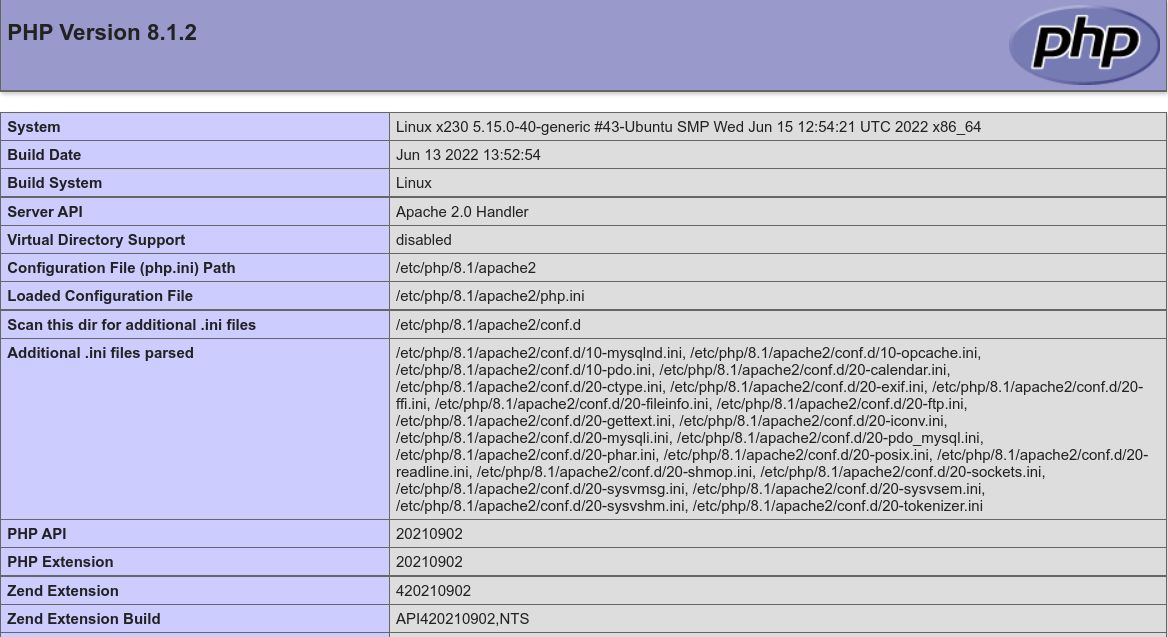 PHP Version 8.1.2
php
System Linux x230 5.15.0-40-generic #43-Ubuntu SMP Wed Jun 15 12:54:21 UTC 2022 x86_64
Build Date Jun 13 2022 13:52:54
Build System Linux
Server API Apache 2.0 Handler
Virtual Directory Support disabled
Configuration File (php.ini) Path /etc/php/8.1/apache2
Loaded Configuration File /etc/php/8.1/apache2/php.ini
Scan this dir for additional .ini files /etc/php/8.1/apache2/conf.d
Additional .ini files parsed /etc/php/8.1/apache2/conf.d/10-mysqlnd.ini, /etc/php/8.1/apache2/conf.d/10-opcache.ini,
/etc/php/8.1/apache2/conf.d/10-pdo.ini, /etc/php/8.1/apache2/conf.d/20-calendar.ini,
/etc/php/8.1/apache2/conf.d/20-ctype.ini, /etc/php/8.1/apache2/conf.d/20-exif.ini, /etc/php/8.1/apache2/conf.d/20-
ffi.ini, /etc/php/8.1/apache2/conf.d/20-fileinfo.ini, /etc/php/8.1/apache2/conf.d/20-ftp.ini,
/etc/php/8.1/apache2/conf.d/20-gettext.ini, /etc/php/8.1/apache2/conf.d/20-iconv.ini,
/etc/php/8.1/apache2/conf.d/20-mysqli.ini, /etc/php/8.1/apache2/conf.d/20-pdo_mysql.ini,
/etc/php/8.1/apache2/conf.d/20-phar.ini, /etc/php/8.1/apache2/conf.d/20-posix.ini, /etc/php/8.1/apache2/conf.d/20-
readline.ini, /etc/php/8.1/apache2/conf.d/20-shmop.ini, /etc/php/8.1/apache2/conf.d/20-sockets.ini,
/etc/php/8.1/apache2/conf.d/20-sysvmsg.ini, /etc/php/8.1/apache2/conf.d/20-sysvsem.ini,
/etc/php/8.1/apache2/conf.d/20-sysvshm.ini, /etc/php/8.1/apache2/conf.d/20-tokenizer.ini
PHP API 20210902
PHP Extension 20210902
Zend Extension 420210902
Zend Extension Build API420210902,NTS